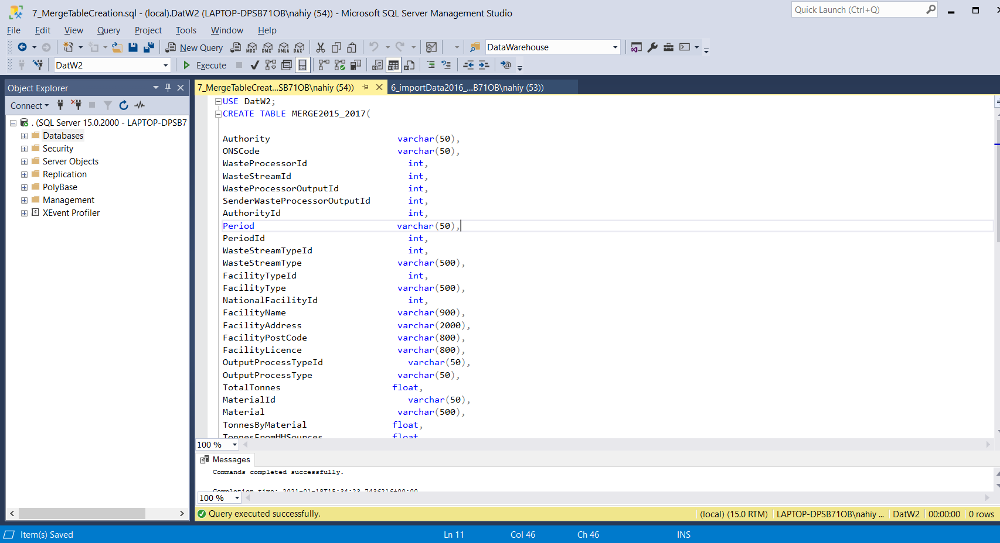 7_MergeTableCreation.sql - (local).DatW2 (LAPTOP-DPSB71OB\nahiy (54)) - Microsoft SQL Server Management Studio
Quick Launch (Ctrl+Q)
File Edit View Query Project Tools Window Help
New Query MDX DMX XMLA DAX DataWarehouse
DatW2 Execute
Object Explorer
Connect
. (SQL Server 15.0.2000 - LAPTOP-DPSB7
Databases
Security
Server Objects
Replication
PolyBase
Management
XEvent Profiler
7_MergeTableCreat...SB71OB\nahiy (54)) 6_importData2016_...B71OB\nahiy (53))
USE DatW2;
CREATE TABLE MERGE2015_2017(
Authority varchar(50),
ONSCode varchar(50),
WasteProcessorId int,
WasteStreamId int,
WasteProcessorOutputId int,
SenderWasteProcessorOutputId int,
AuthorityId int,
Period varchar(50),
PeriodId int,
WasteStreamTypeId int,
WasteStreamType varchar(500),
FacilityTypeId int,
FacilityType varchar(500),
NationalFacilityId int,
FacilityName varchar(900),
FacilityAddress varchar(2000),
FacilityPostCode varchar(800),
FacilityLicence varchar(800),
OutputProcessTypeId varchar(50),
OutputProcessType varchar(50),
TotalTonnes float,
MaterialId varchar(50),
Material varchar(500),
TonnesByMaterial float,
TonnesFromHHSources float
100 %
Messages
Commands completed successfully.
Completion time: 2021-01-18T15:34:23.7436216+00:00
100 %
Query executed successfully. (local) (15.0 RTM) LAPTOP-DPSB71OB\nahiy ... DatW2 00:00:00 0 rows
Item(s) Saved Ln 11 Col 46 Ch 46 INS